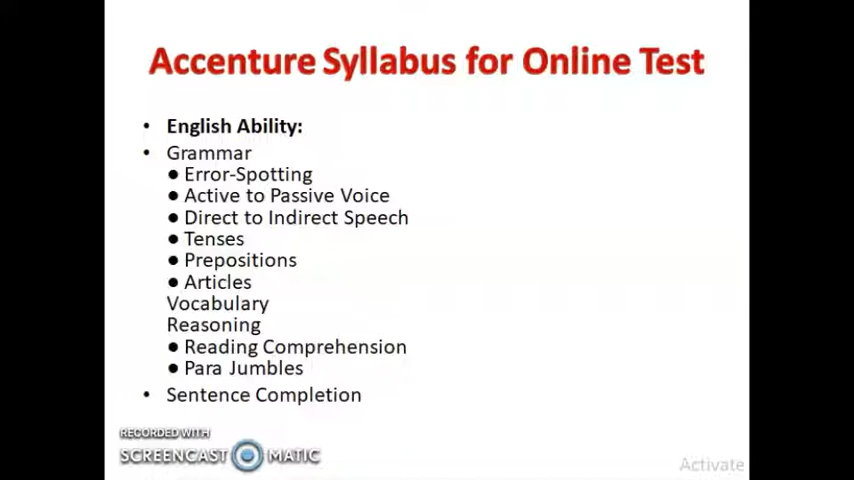 Accenture Syllabus for Online Test
• English Ability:
• Grammar
● Error-Spotting
● Active to Passive Voice
● Direct to Indirect Speech
● Tenses
● Prepositions
● Articles
Vocabulary
Reasoning
● Reading Comprehension
● Para Jumbles
• Sentence Completion
RECORDED WITH
SCREENCAST MATIC
Activate